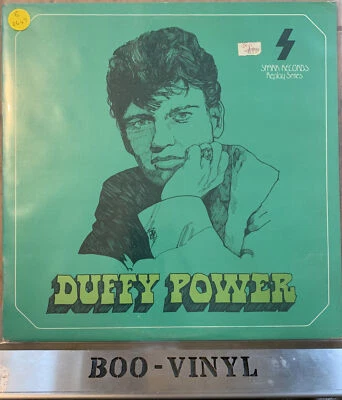 SPARK RECORDS
Replay Series
DUFFY POWER
BOO-VINYL